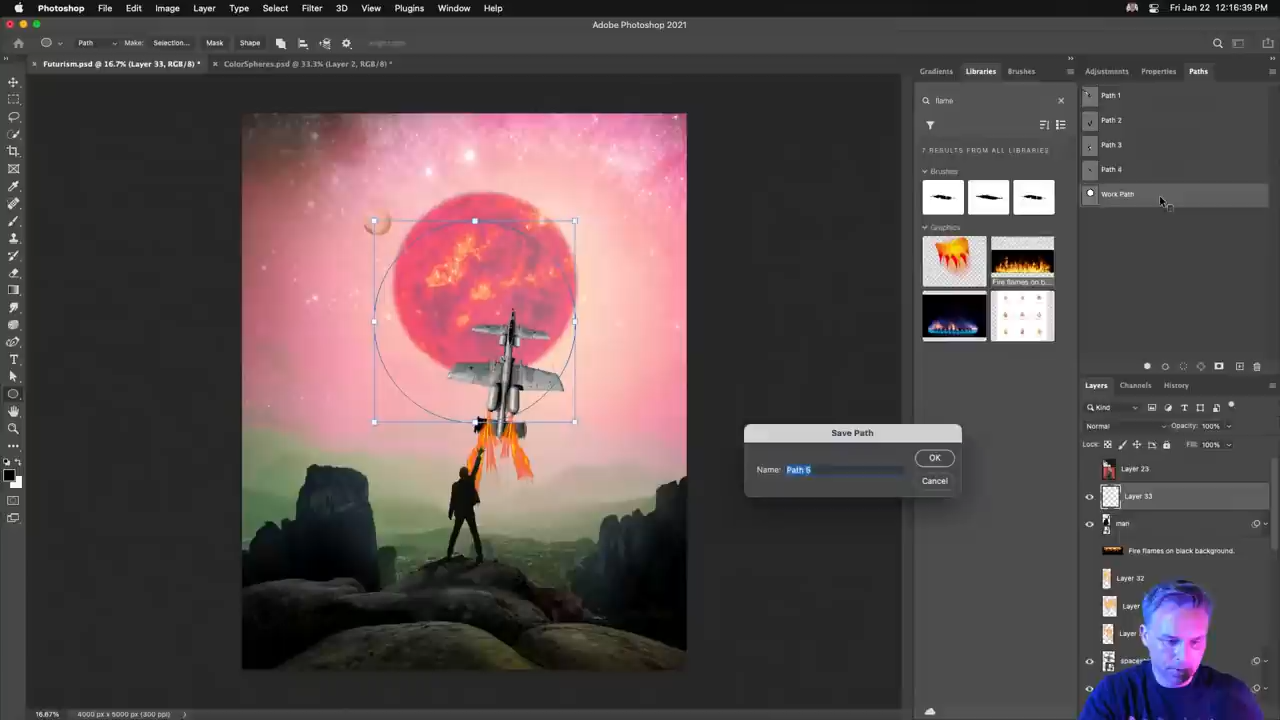 Photoshop File Edit Image Layer Type Select Filter 3D View Plugins Window Help Fri Jan 22 12:16:39 PM
Adobe Photoshop 2021
Path Make: Selection... Mask Shape
Futurism.psd @ 16.7% (Layer 33, RGB/8) * ColorSpheres.psd @ 33.3% (Layer 2, RGB/8) *
Gradients Libraries Brushes
flame
7 RESULTS FROM ALL LIBRARIES
Brushes
Graphics
Fire flames on b...
Adjustments Properties Paths
Path 1
Path 2
Path 3
Path 4
Work Path
Save Path
Name: Path 5
OK
Cancel
Layers Channels History
Kind
Normal Opacity: 100%
Lock: Fill: 100%
Layer 23
Layer 33
man
Fire flames on black background.
Layer 32
Layer
Layer
16.67% 4000 px x 5000 px (300 ppi)